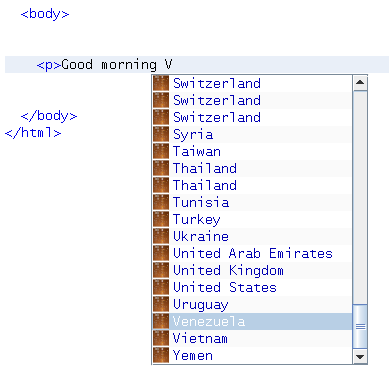 <body>
<p>Good morning V
Switzerland
Switzerland
Switzerland
Syria
Taiwan
Thailand
Thailand
Tunisia
Turkey
Ukraine
United Arab Emirates
United Kingdom
United States
Uruguay
Venezuela
Vietnam
Yemen
</body>
</html>